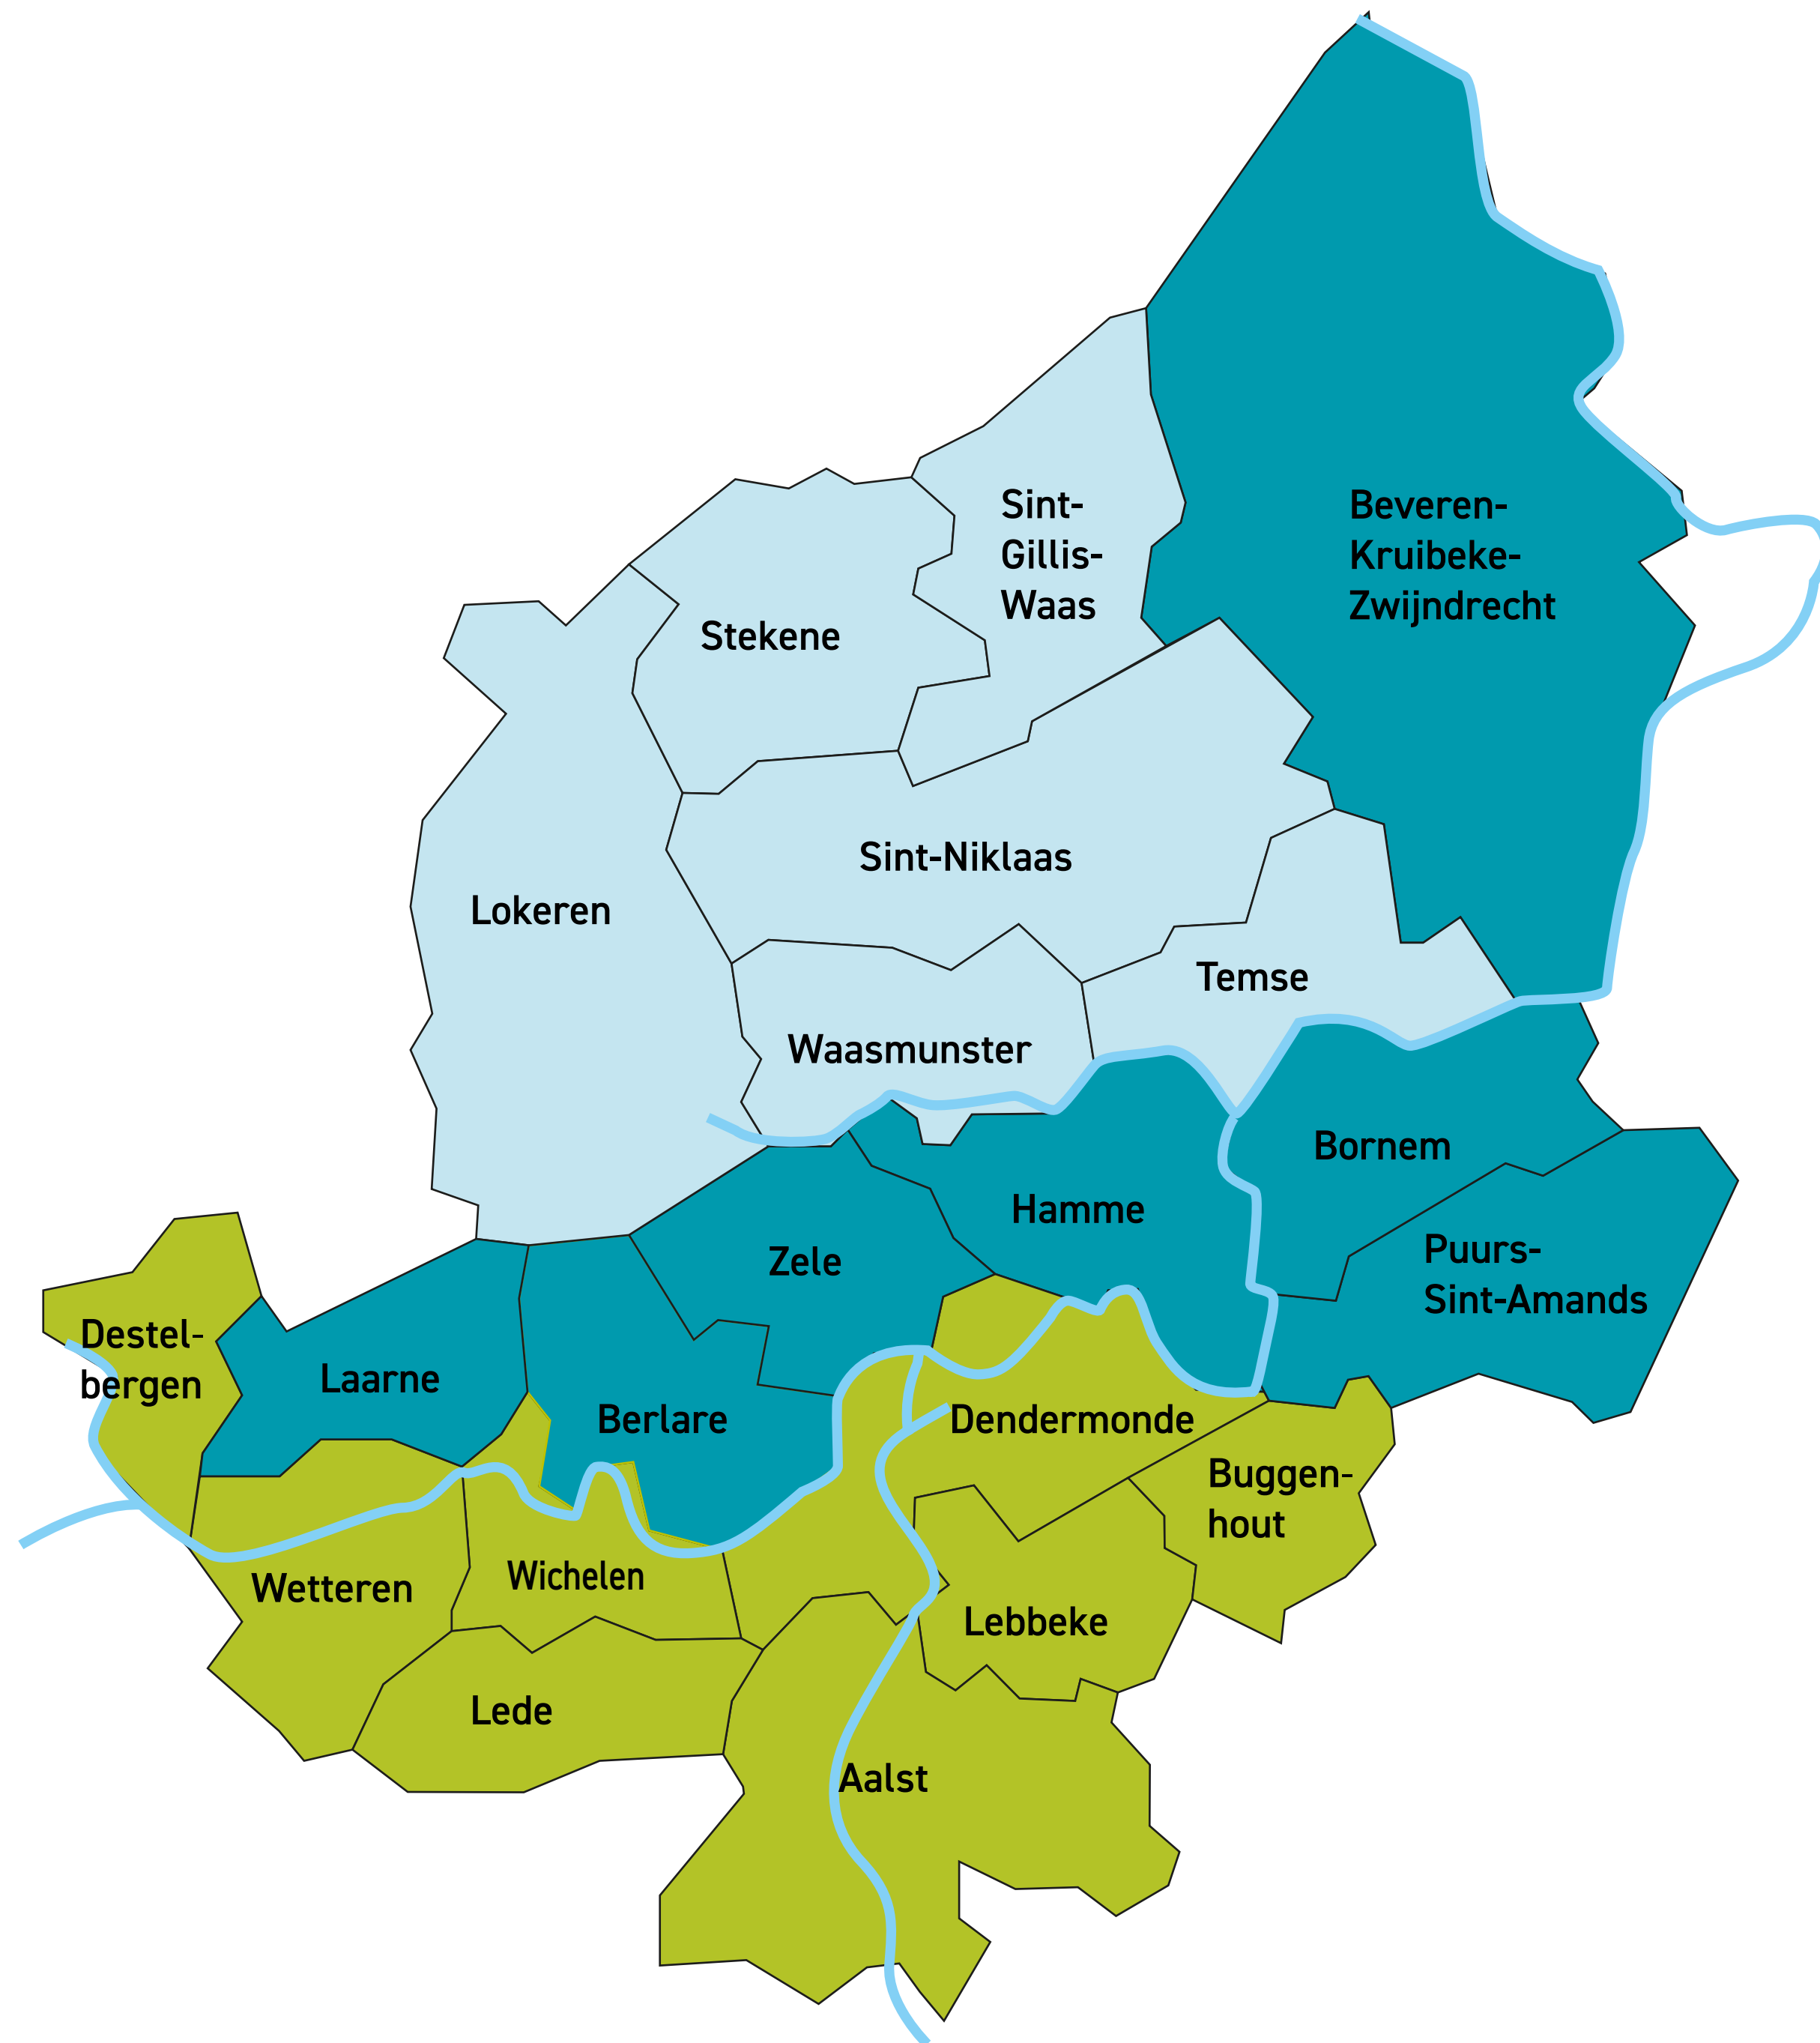 Sint-
Gillis-
Waas
Beveren-
Kruibeke-
Zwijndrecht
Stekene
Sint-Niklaas
Lokeren
Temse
Waasmunster
Bornem
Hamme
Zele
Puurs-
Sint-Amands
Destel-
bergen
Laarne
Berlare
Dendermonde
Buggen-
hout
Wichelen
Wetteren
Lebbeke
Lede
Aalst